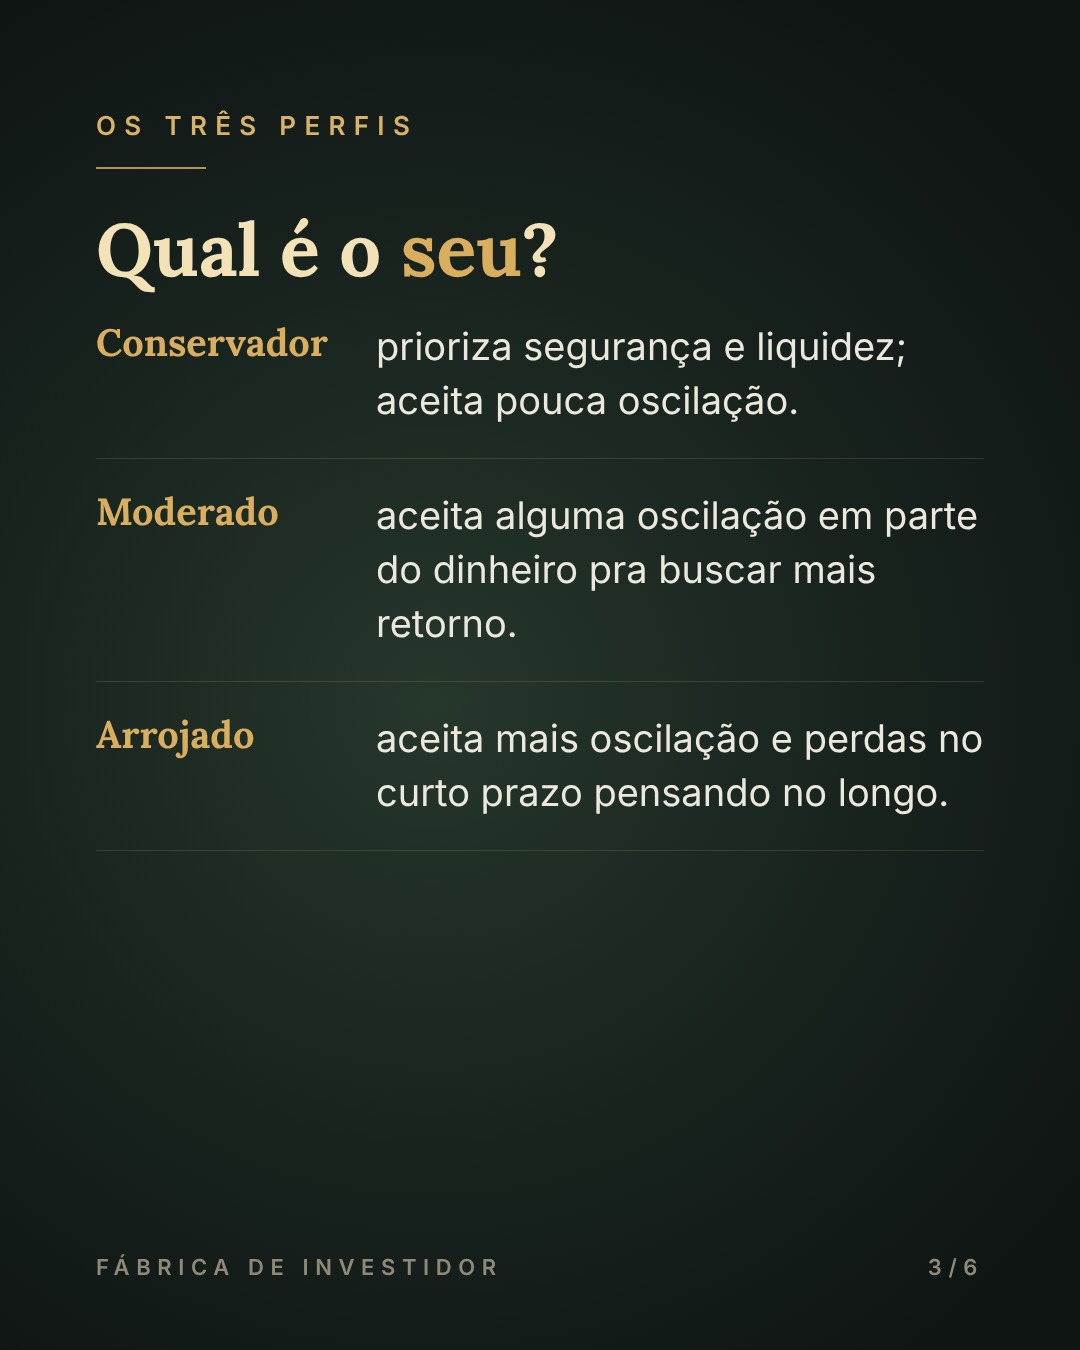 OS TRÊS PERFIS
Qual é o seu?
Conservador
prioriza segurança e liquidez;
aceita pouca oscilação.
Moderado
aceita alguma oscilação em parte
do dinheiro pra buscar mais
retorno.
Arrojado
aceita mais oscilação e perdas no
curto prazo pensando no longo.
FÁBRICA DE INVESTIDOR
3/6